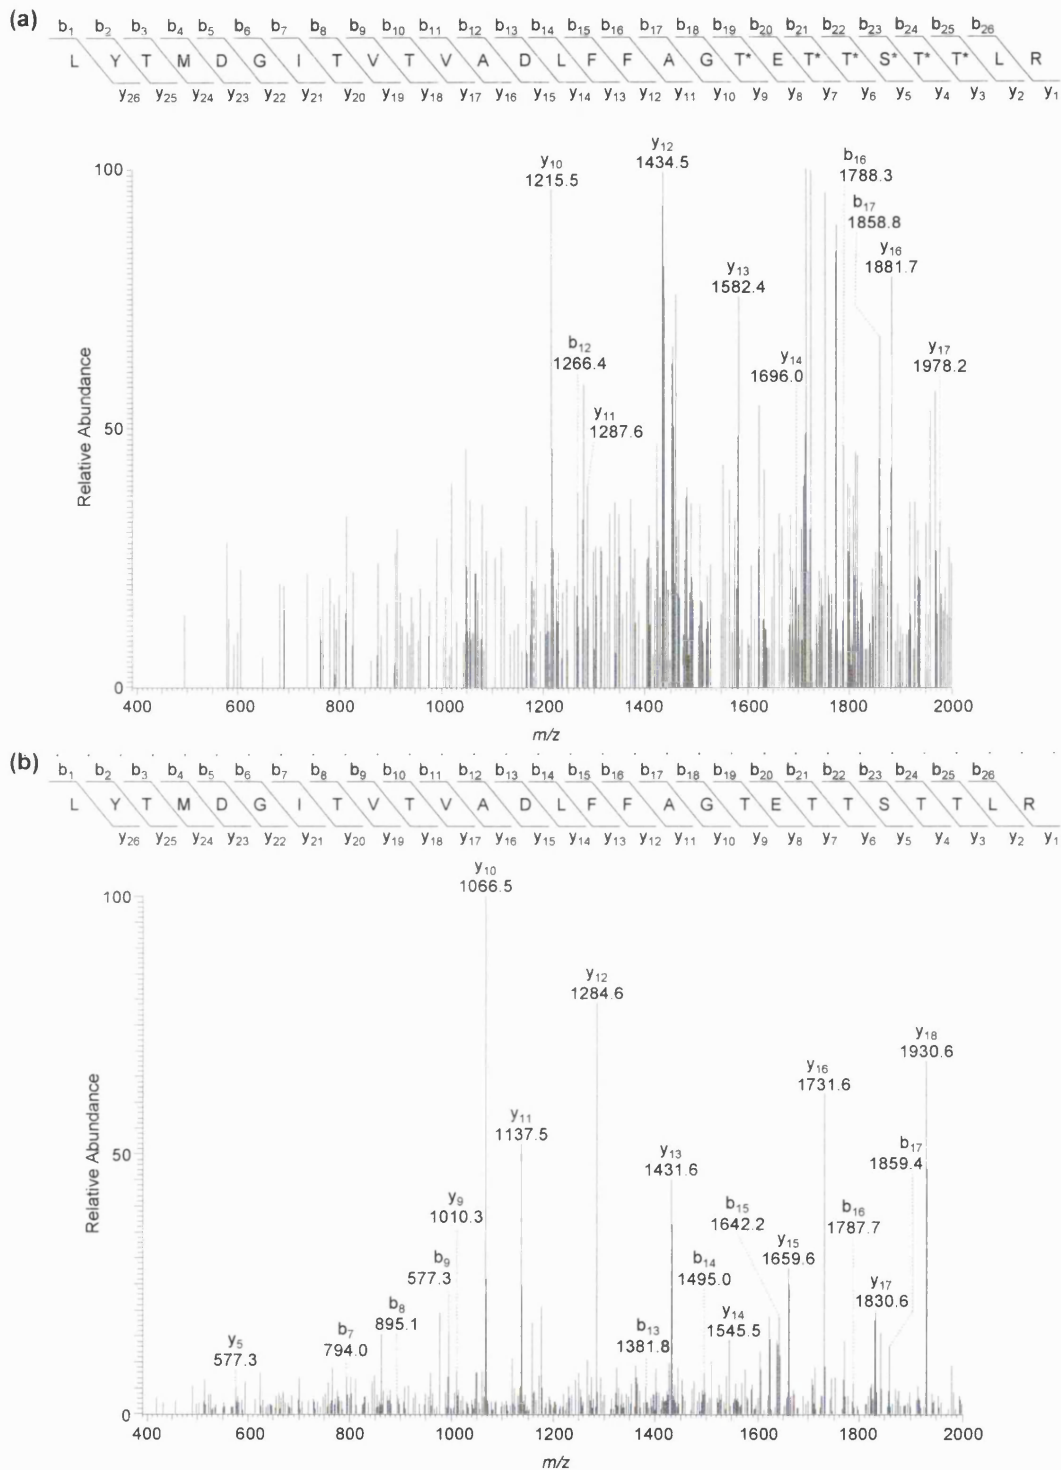 (a) b1 b2 b3 b4 b5 b6 b7 b8 b9 b10 b11 b12 b13 b14 b15 b16 b17 b18 b19 b20 b21 b22 b23 b24 b25 b26
L Y T M D G I T V T V A D L F F A G T* E T* T* S* T* T* L R
y26 y25 y24 y23 y22 y21 y20 y19 y18 y17 y16 y15 y14 y13 y12 y11 y10 y9 y8 y7 y6 y5 y4 y3 y2 y1
y10
1215.5
y12
1434.5
b16
1788.3
b17
1858.8
y16
1881.7
y13
1582.4
b12
1266.4
y14
1696.0
y17
1978.2
y11
1287.6
100
50
0
Relative Abundance
400 600 800 1000 1200 1400 1600 1800 2000
m/z
(b) b1 b2 b3 b4 b5 b6 b7 b8 b9 b10 b11 b12 b13 b14 b15 b16 b17 b18 b19 b20 b21 b22 b23 b24 b25 b26
L Y T M D G I T V T V A D L F F A G T E T T S T T L R
y26 y25 y24 y23 y22 y21 y20 y19 y18 y17 y16 y15 y14 y13 y12 y11 y10 y9 y8 y7 y6 y5 y4 y3 y2 y1
y10
1066.5
y12
1284.6
y18
1930.6
y16
1731.6
y11
1137.5
y13
1431.6
b17
1859.4
y9
1010.3
b15
1642.2
b16
1787.7
b9
577.3
b14
1495.0
y15
1659.6
b8
895.1
y17
1830.6
y5
577.3
b7
794.0
b13
1381.8
y14
1545.5
100
50
0
Relative Abundance
400 600 800 1000 1200 1400 1600 1800 2000
m/z